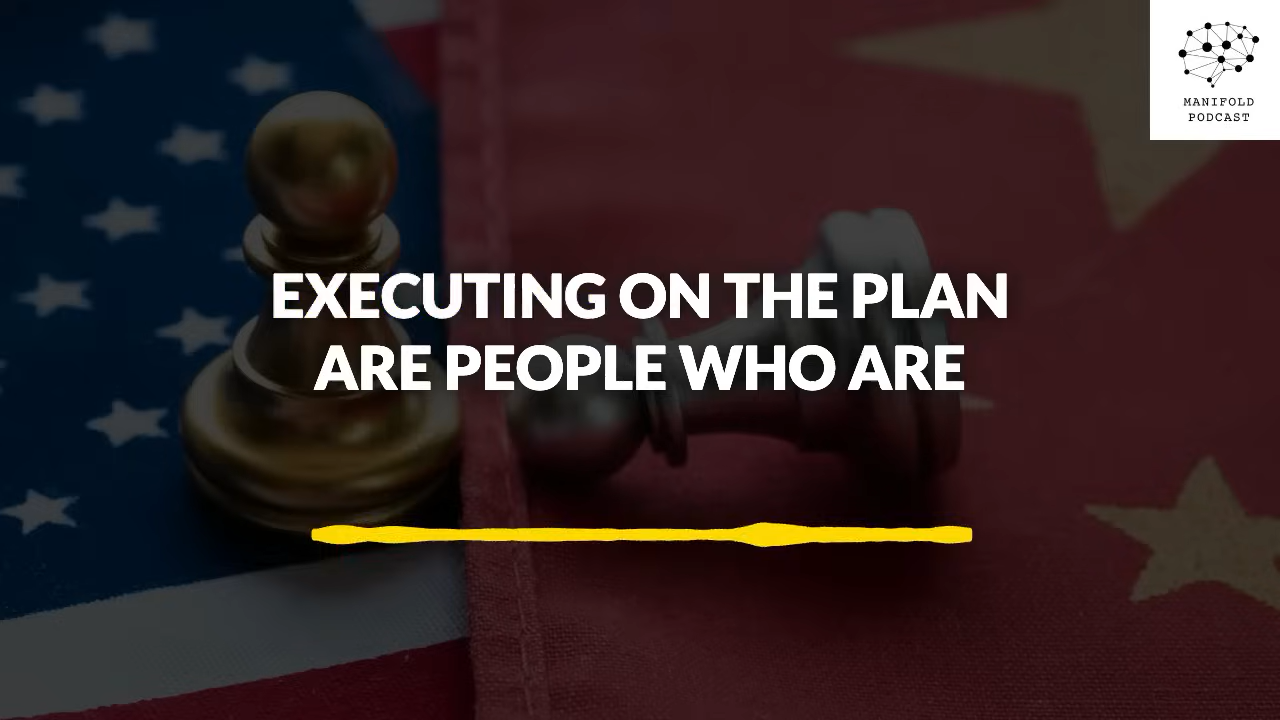 MANIFOLD
PODCAST
EXECUTING ON THE PLAN
ARE PEOPLE WHO ARE